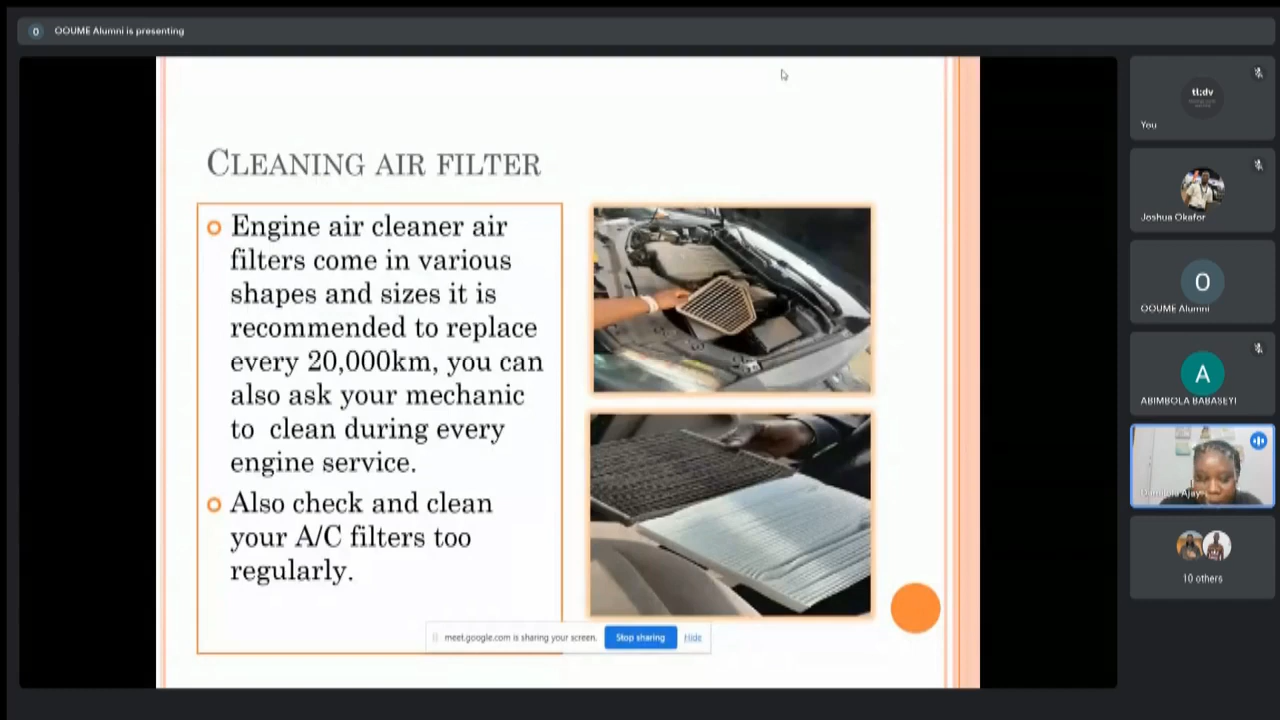 O OOUME Alumni is presenting
CLEANING AIR FILTER
Engine air cleaner air
filters come in various
shapes and sizes it is
recommended to replace
every 20,000km, you can
also ask your mechanic
to clean during every
engine service.
Also check and clean
your A/C filters too
regularly.
meet.google.com is sharing your screen.
Stop sharing
Hide
tl;dv
You
Joshua Okafor
O
OOUME Alumni
A
ABIMBOLA BABASEYI
10 others